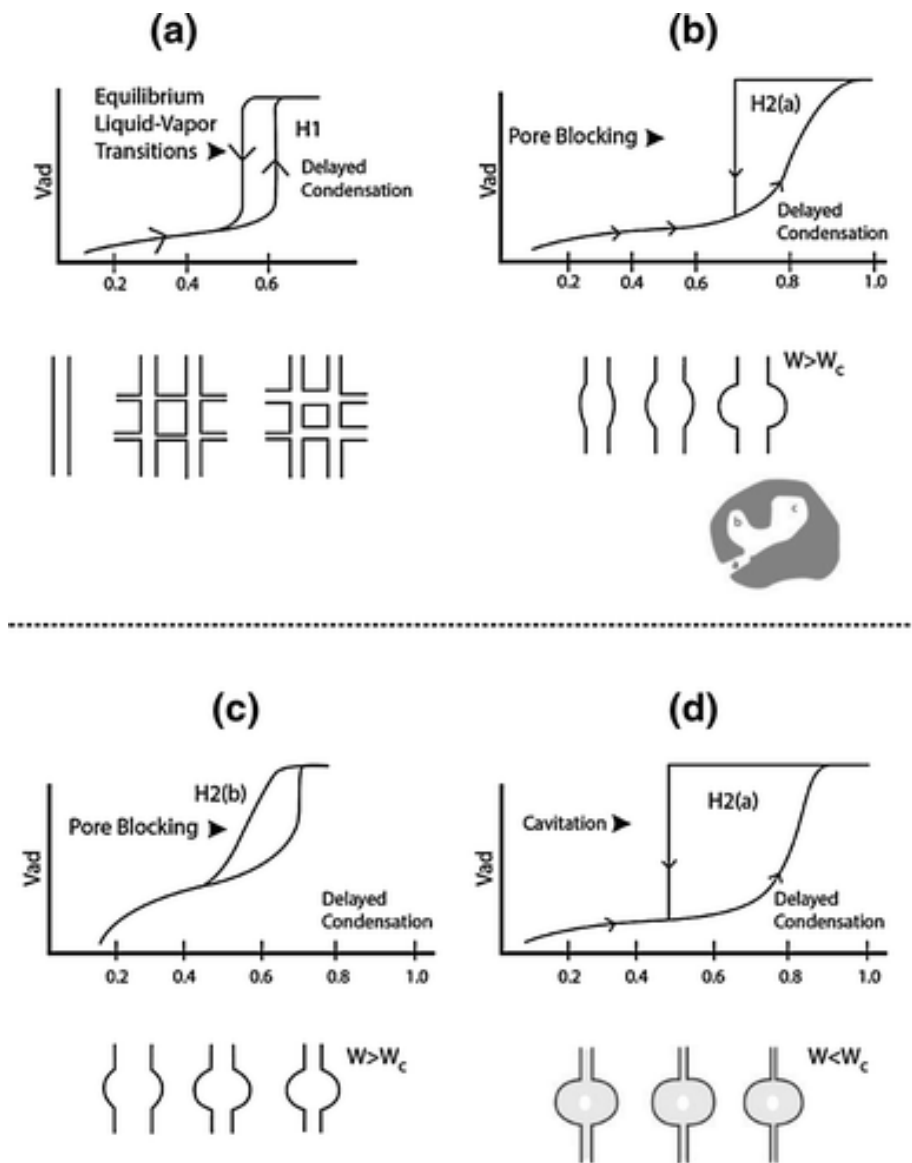 (a)
Equilibrium
Liquid-Vapor
Transitions
H1
Delayed
Condensation
Vad
0.2 0.4 0.6
(b)
H2(a)
Pore Blocking
Delayed
Condensation
Vad
0.2 0.4 0.6 0.8 1.0
W>Wc
b
c
a
(c)
H2(b)
Pore Blocking
Delayed
Condensation
Vad
0.2 0.4 0.6 0.8 1.0
W>Wc
(d)
H2(a)
Cavitation
Delayed
Condensation
Vad
0.2 0.4 0.6 0.8 1.0
W<Wc